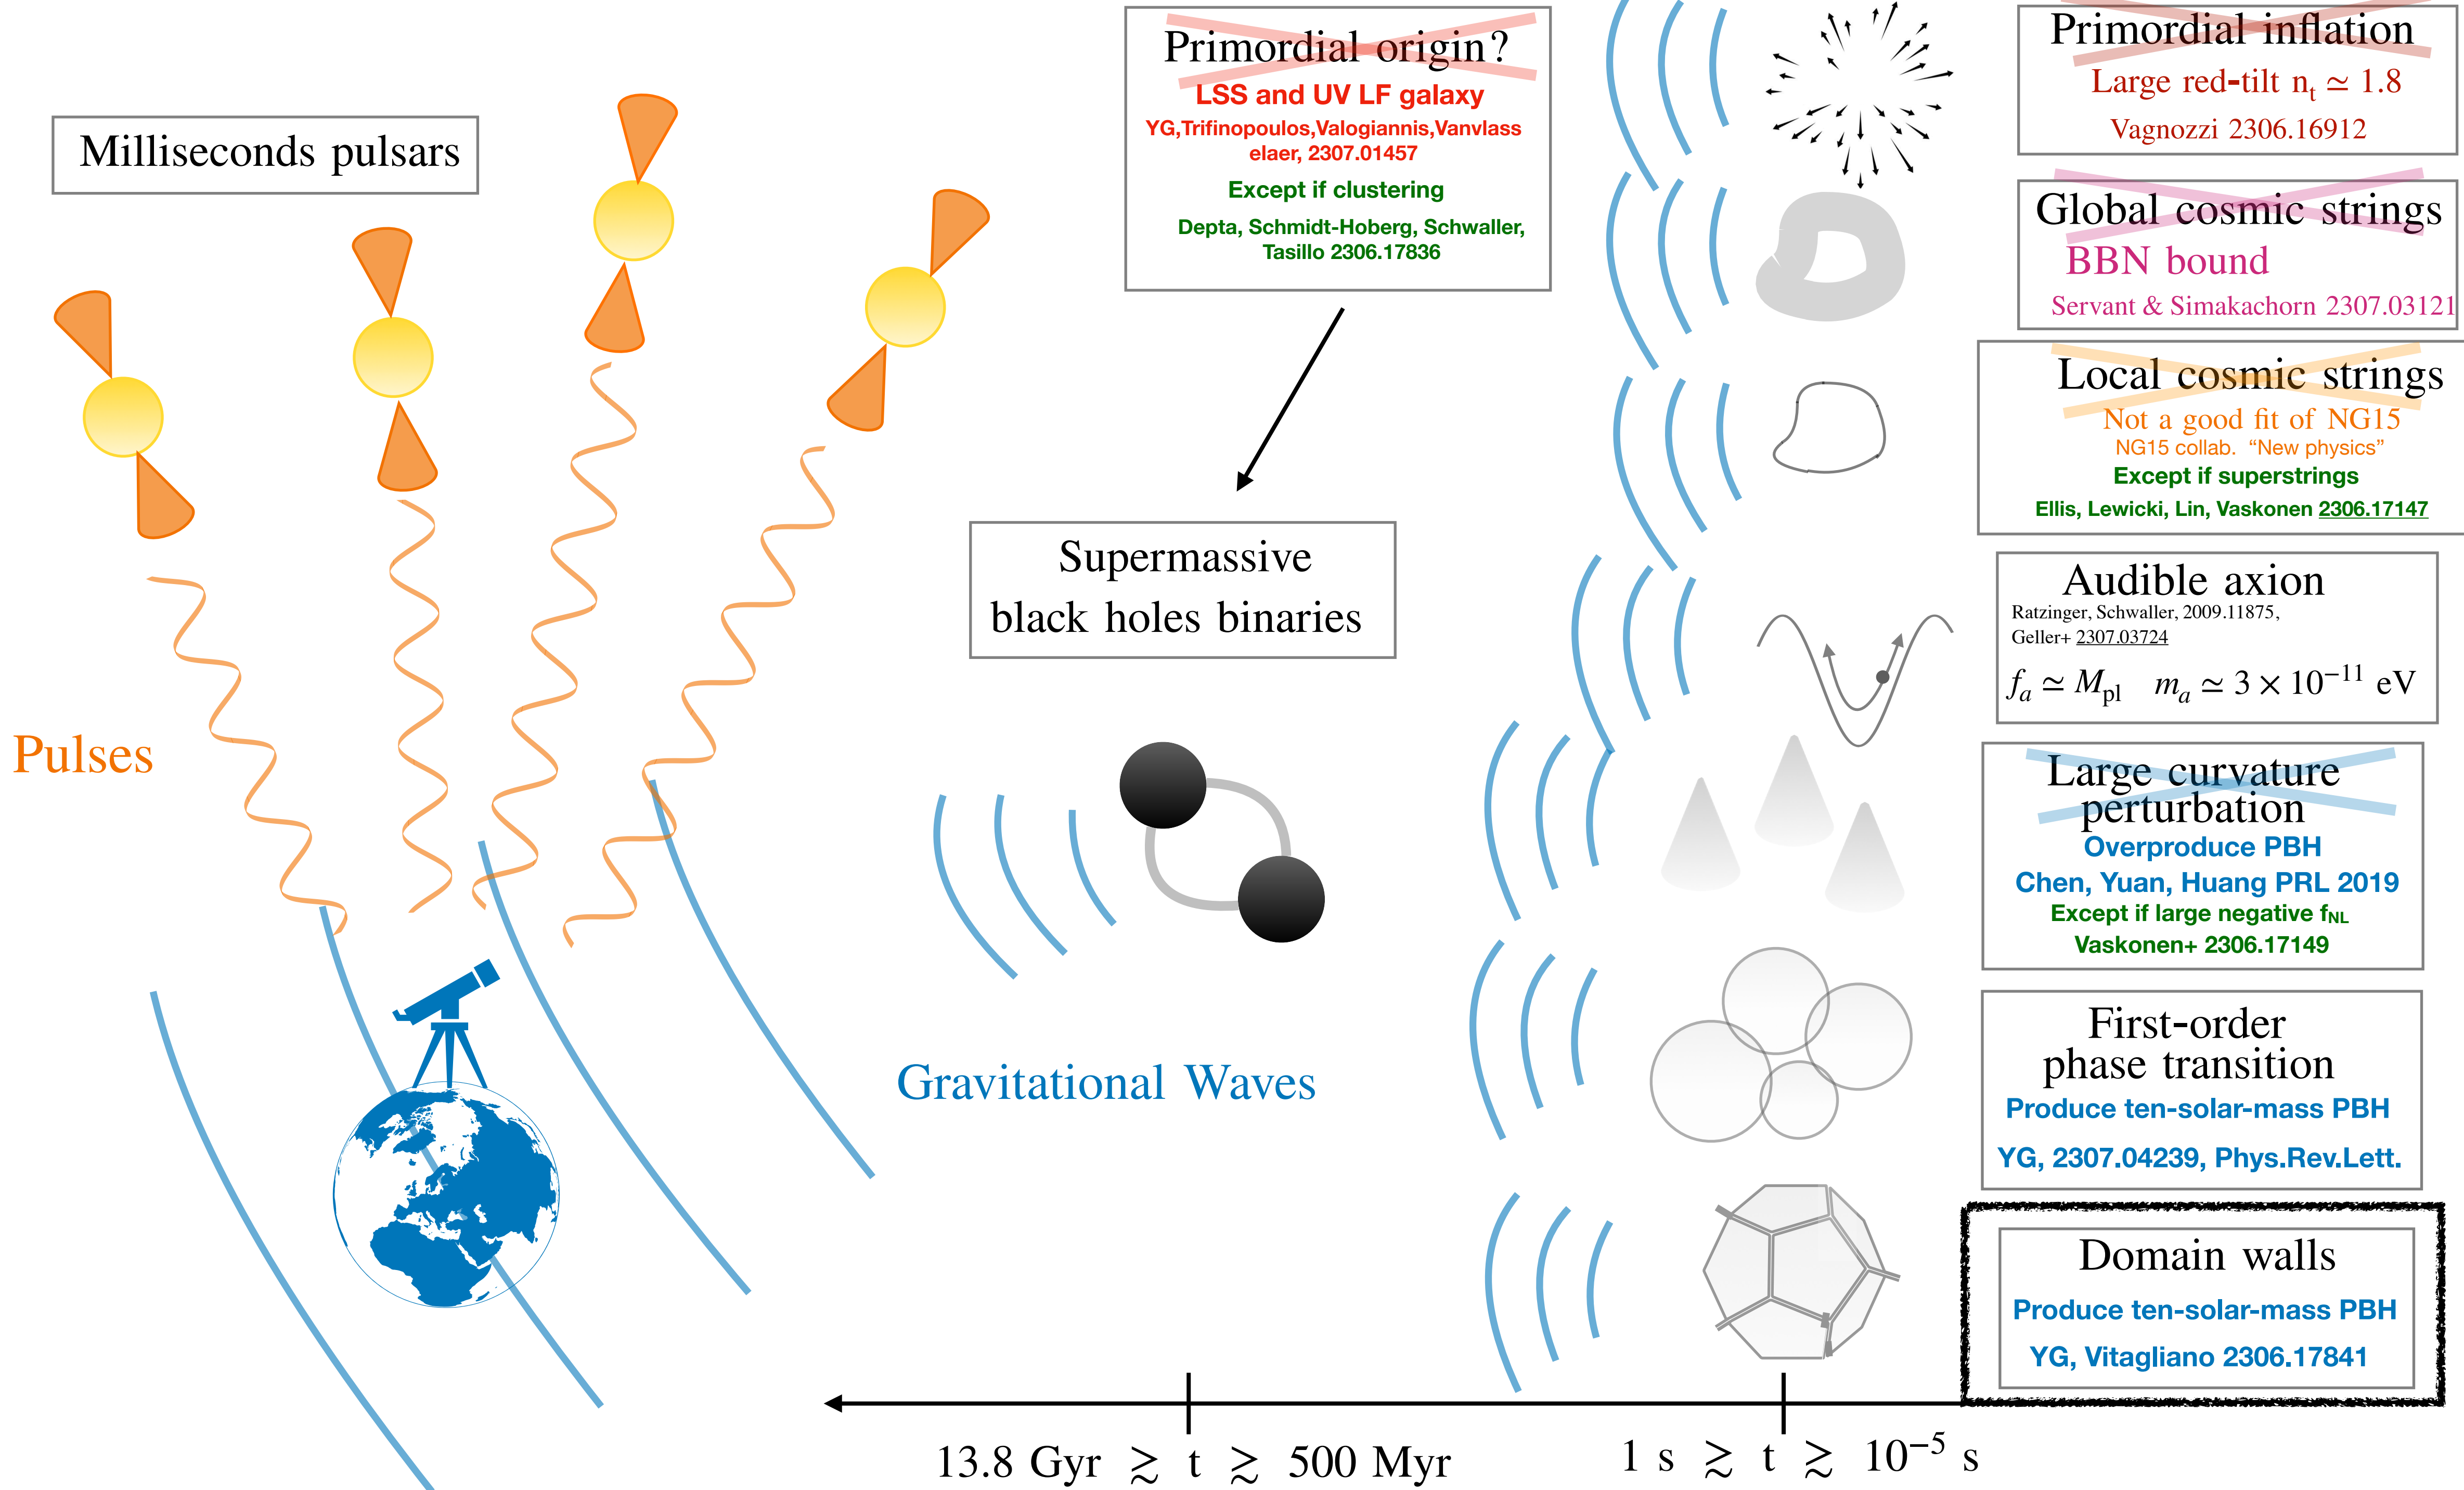 Milliseconds pulsars
Pulses
Primordial origin?
LSS and UV LF galaxy
YG,Trifinopoulos,Valogiannis,Vanvlass
elaer, 2307.01457
Except if clustering
Depta, Schmidt-Hoberg, Schwaller,
Tasillo 2306.17836
Supermassive
black holes binaries
Gravitational Waves
Primordial inflation
Large red-tilt nt ≃ 1.8
Vagnozzi 2306.16912
Global cosmic strings
BBN bound
Servant & Simakachorn 2307.03121
Local cosmic strings
Not a good fit of NG15
NG15 collab. “New physics”
Except if superstrings
Ellis, Lewicki, Lin, Vaskonen 2306.17147
Audible axion
Ratzinger, Schwaller, 2009.11875,
Geller+ 2307.03724
fa ≃ Mpl ma ≃ 3 × 10⁻¹¹ eV
Large curvature
perturbation
Overproduce PBH
Chen, Yuan, Huang PRL 2019
Except if large negative fNL
Vaskonen+ 2306.17149
First-order
phase transition
Produce ten-solar-mass PBH
YG, 2307.04239, Phys.Rev.Lett.
Domain walls
Produce ten-solar-mass PBH
YG, Vitagliano 2306.17841
13.8 Gyr ≳ t ≳ 500 Myr
1 s ≳ t ≳ 10⁻⁵ s